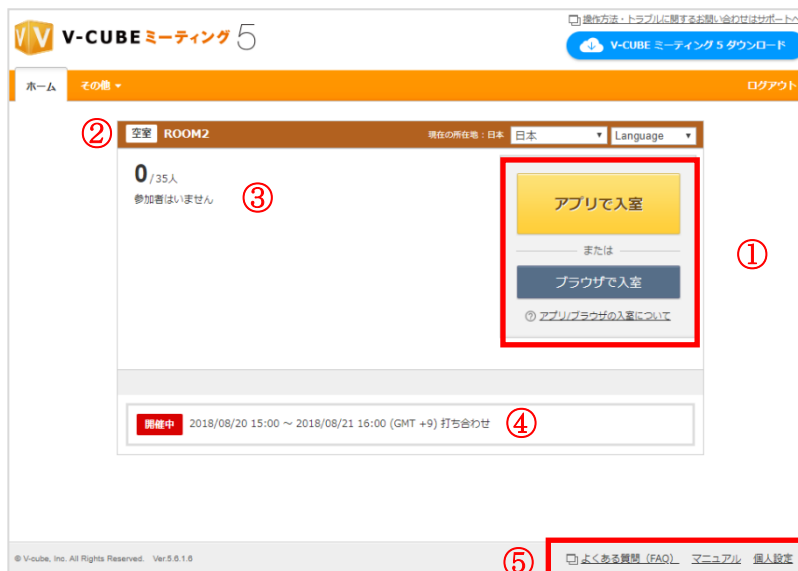 操作方法・トラブルに関するお問い合わせはサポートへ
V-CUBE ミーティング 5
V-CUBE ミーティング 5 ダウンロード
ホーム
その他
ログアウト
②
空室 ROOM2
現在の所在地：日本 日本 Language
0/35人
参加者はいません
③
アプリで入室
または
ブラウザで入室
アプリ/ブラウザの入室について
①
開催中 2018/08/20 15:00 ～ 2018/08/21 16:00 (GMT +9) 打ち合わせ ④
© V-cube, Inc. All Rights Reserved. Ver.5.6.1.6
⑤
よくある質問（FAQ） マニュアル 個人設定